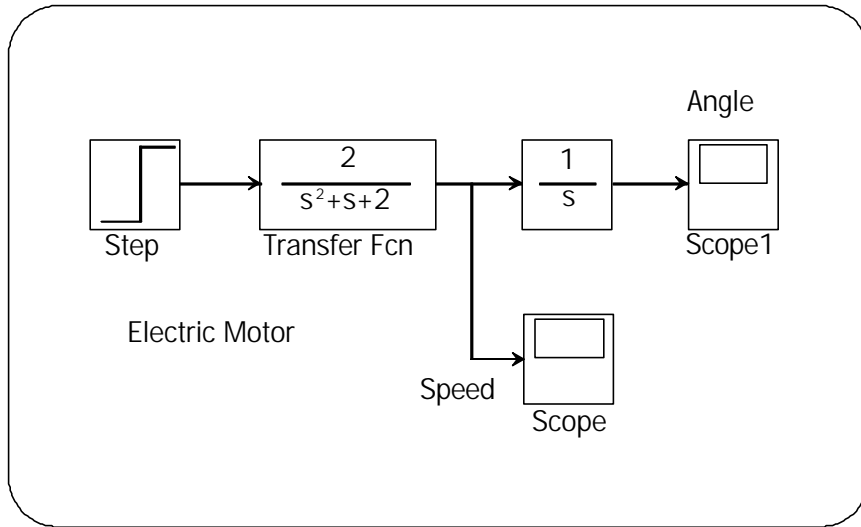 Angle
2
s²+s+2
1
s
Step
Transfer Fcn
Scope1
Electric Motor
Speed
Scope